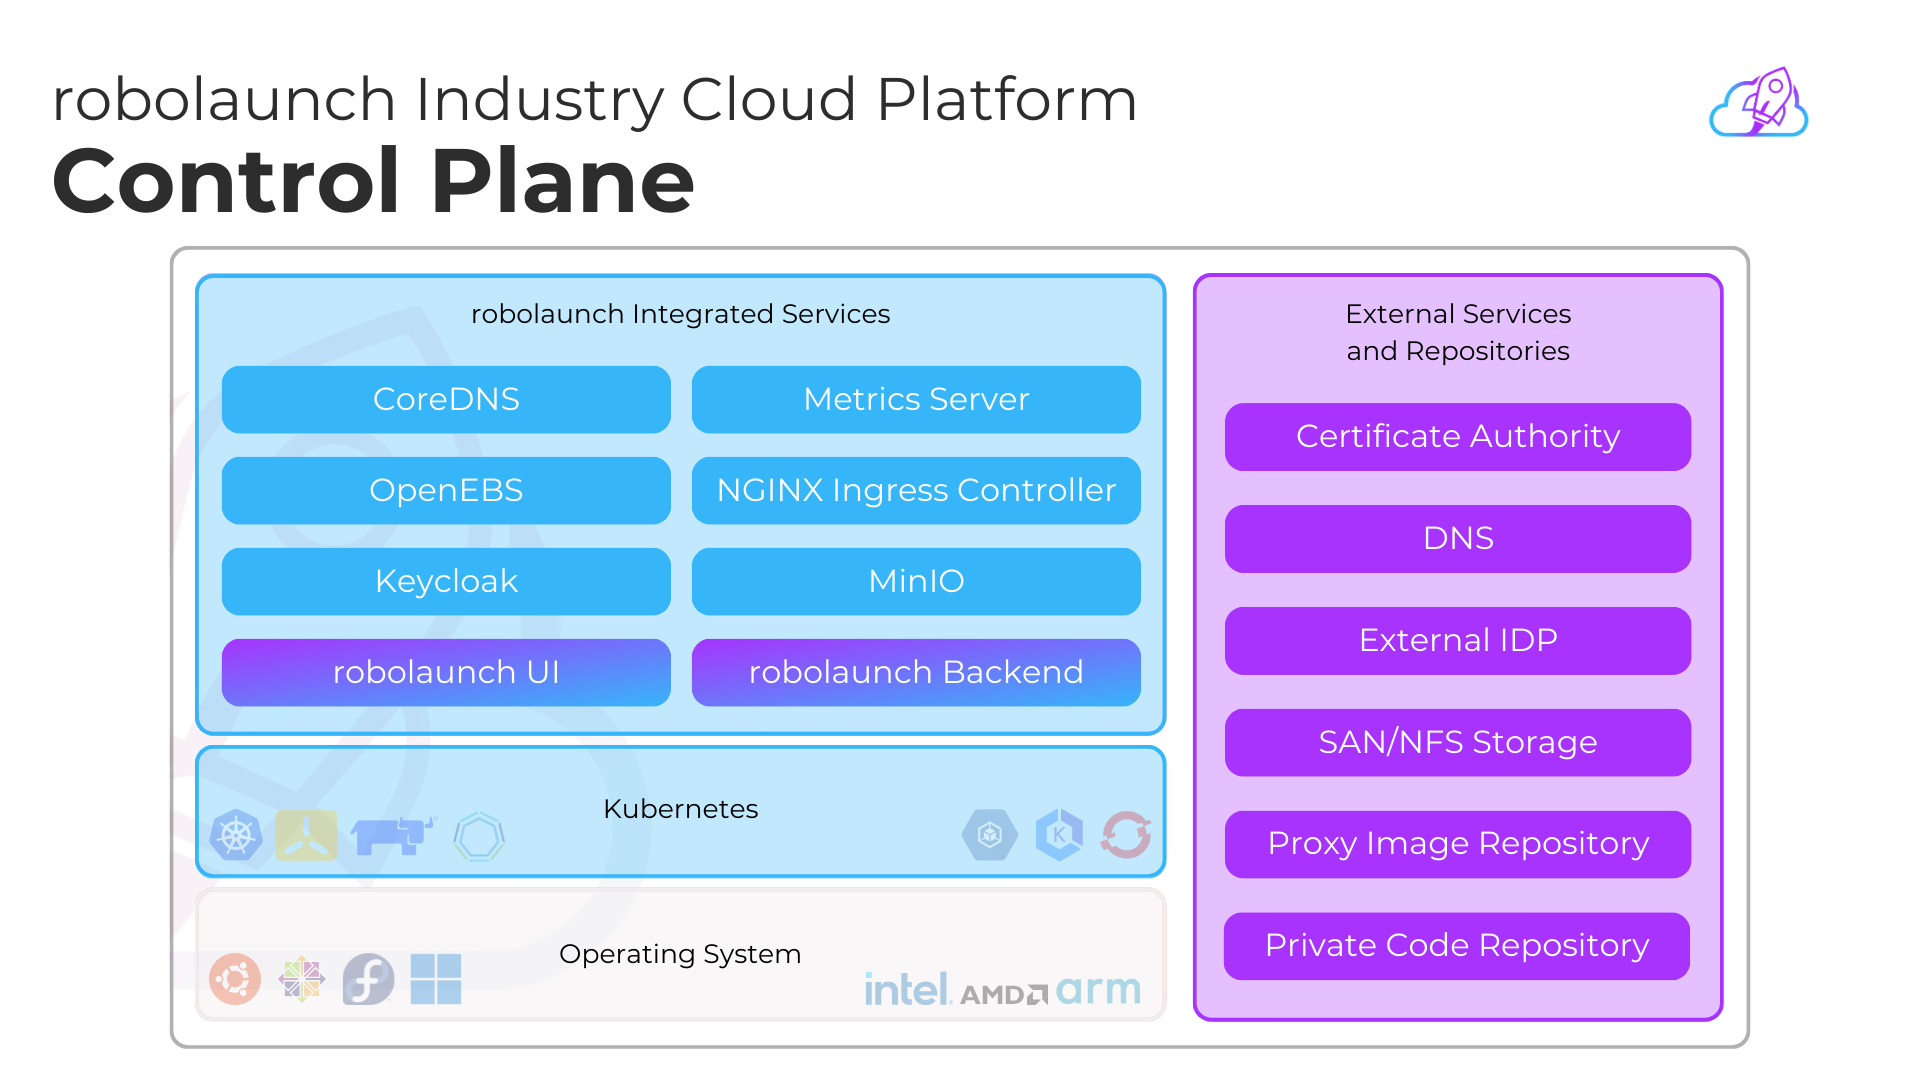 robolaunch Industry Cloud Platform
Control Plane
robolaunch Integrated Services
CoreDNS
Metrics Server
OpenEBS
NGINX Ingress Controller
Keycloak
MinIO
robolaunch UI
robolaunch Backend
Kubernetes
K
Operating System
intel.
AMD
arm
External Services
and Repositories
Certificate Authority
DNS
External IDP
SAN/NFS Storage
Proxy Image Repository
Private Code Repository